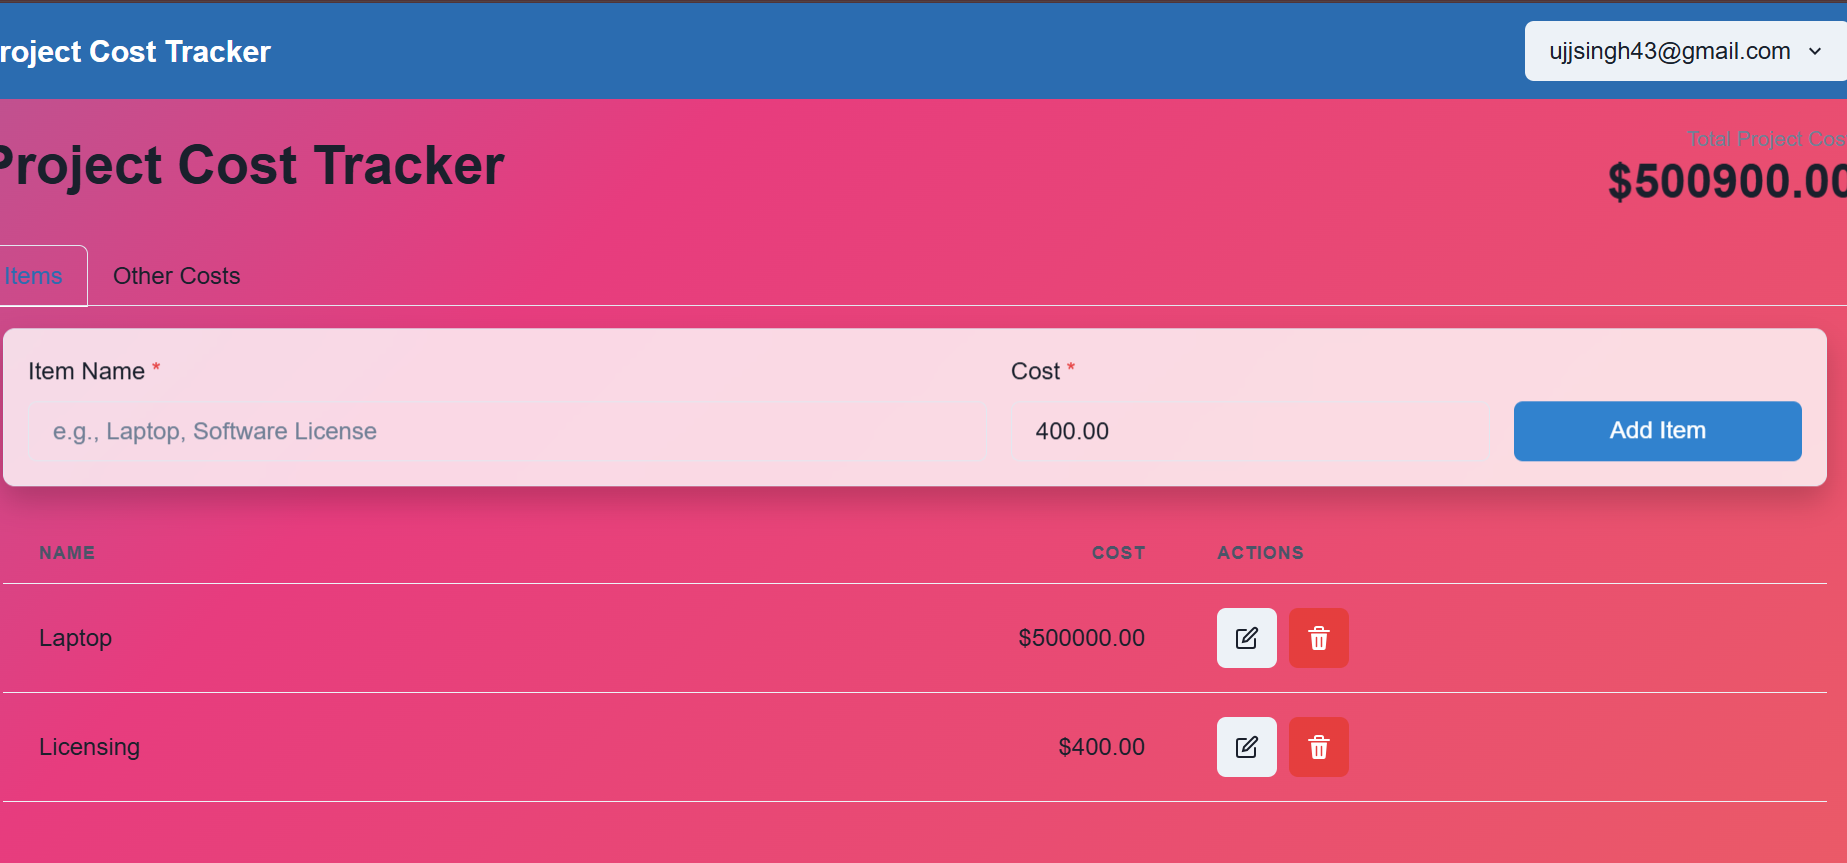 roject Cost Tracker
ujjsingh43@gmail.com
Project Cost Tracker
Total Project Cos
$500900.00
Items
Other Costs
Item Name *
Cost *
e.g., Laptop, Software License
400.00
Add Item
NAME COST ACTIONS
Laptop $500000.00
Licensing $400.00